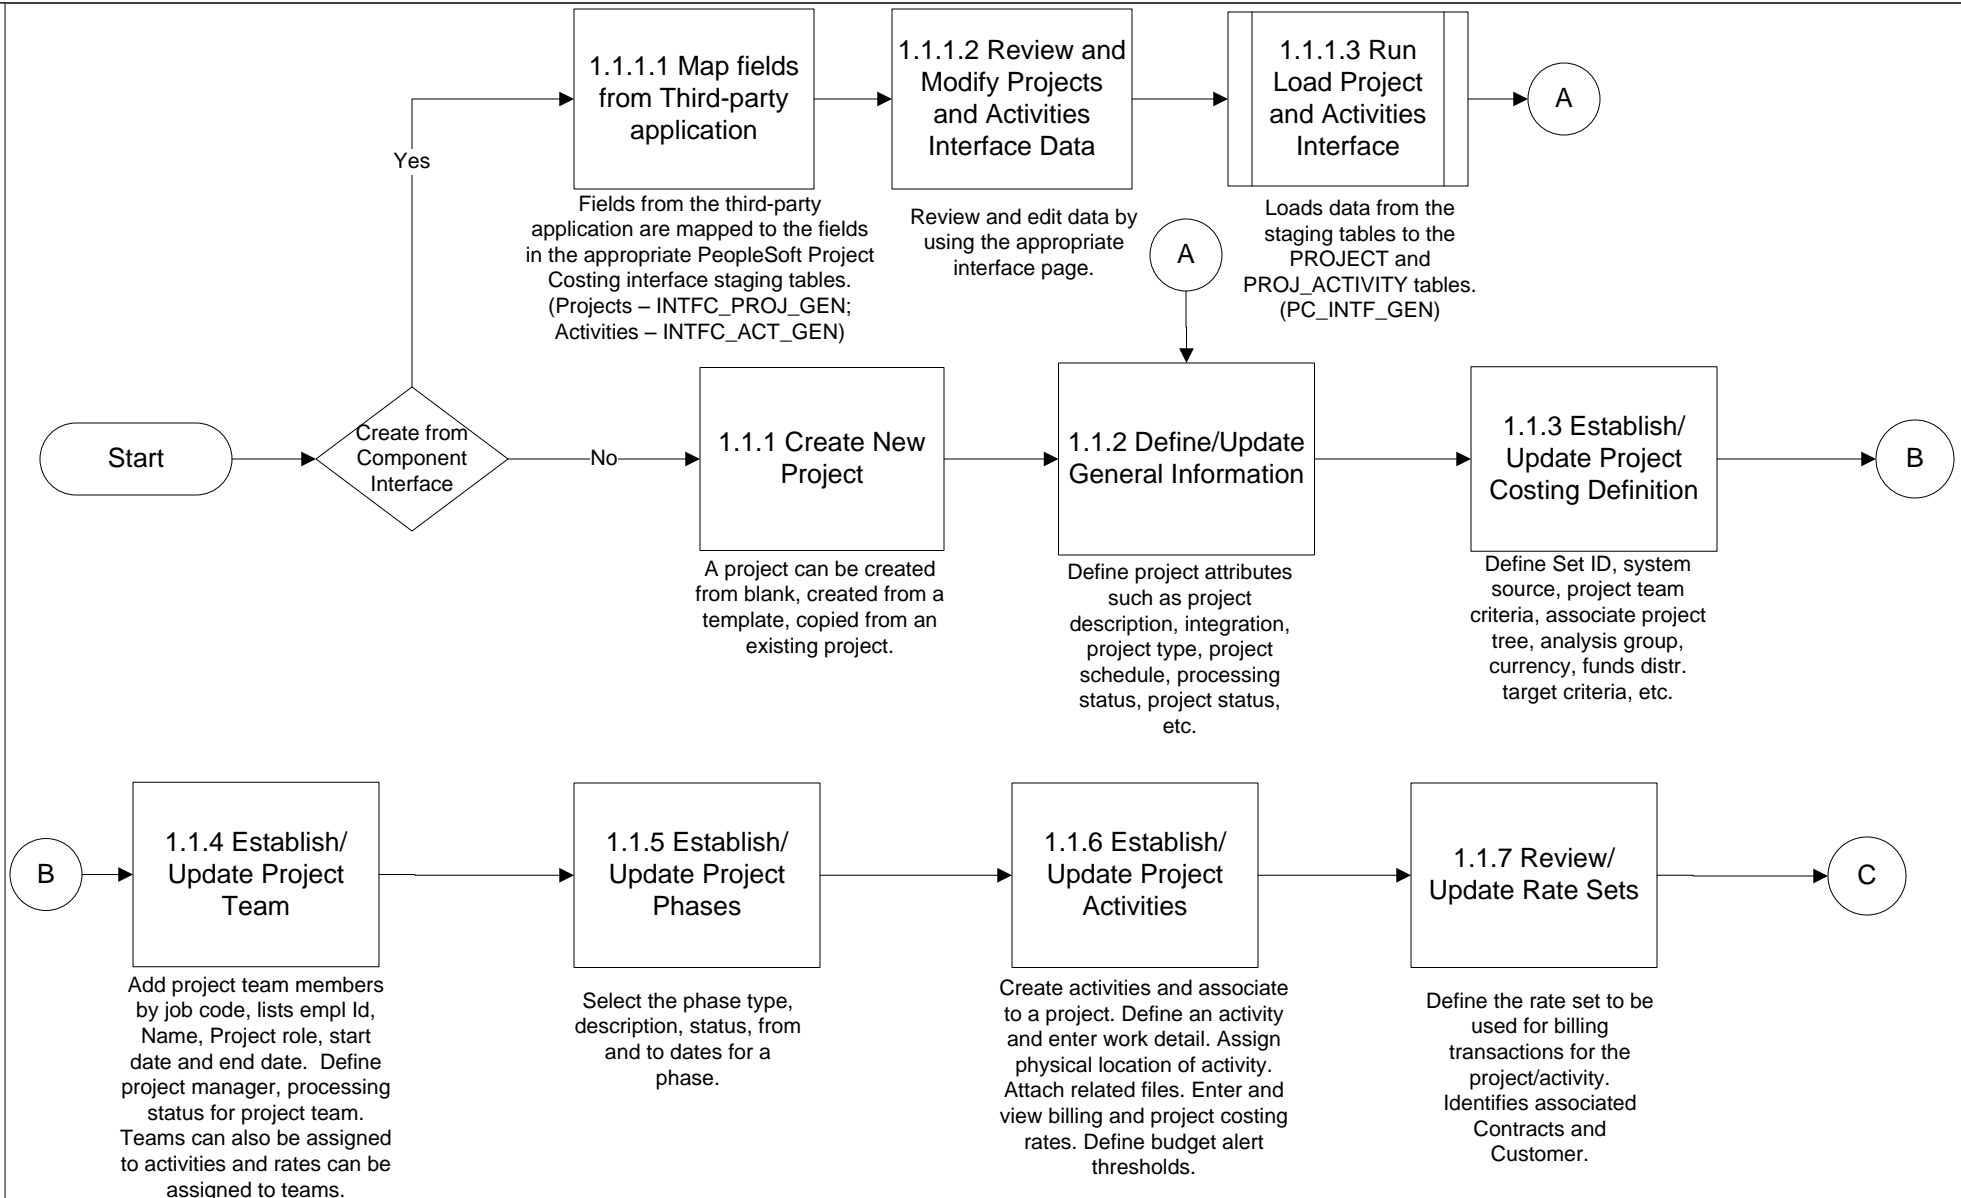 1.1.1.1 Map fields
from Third-party
application
1.1.1.2 Review and
Modify Projects
and Activities
Interface Data
1.1.1.3 Run
Load Project
and Activities
Interface
A
Yes
Fields from the third-party
application are mapped to the fields
in the appropriate PeopleSoft Project
Costing interface staging tables.
(Projects – INTFC_PROJ_GEN;
Activities – INTFC_ACT_GEN)
Review and edit data by
using the appropriate
interface page.
A
Loads data from the
staging tables to the
PROJECT and
PROJ_ACTIVITY tables.
(PC_INTF_GEN)
Start
Create from
Component
Interface
No
1.1.1 Create New
Project
1.1.2 Define/Update
General Information
1.1.3 Establish/
Update Project
Costing Definition
B
A project can be created
from blank, created from a
template, copied from an
existing project.
Define project attributes
such as project
description, integration,
project type, project
schedule, processing
status, project status,
etc.
Define Set ID, system
source, project team
criteria, associate project
tree, analysis group,
currency, funds distr.
target criteria, etc.
B
1.1.4 Establish/
Update Project
Team
1.1.5 Establish/
Update Project
Phases
1.1.6 Establish/
Update Project
Activities
1.1.7 Review/
Update Rate Sets
C
Add project team members
by job code, lists empl Id,
Name, Project role, start
date and end date.  Define
project manager, processing
status for project team.
Teams can also be assigned
to activities and rates can be
assigned to teams.
Select the phase type,
description, status, from
and to dates for a
phase.
Create activities and associate
to a project. Define an activity
and enter work detail. Assign
physical location of activity.
Attach related files. Enter and
view billing and project costing
rates. Define budget alert
thresholds.
Define the rate set to be
used for billing
transactions for the
project/activity.
Identifies associated
Contracts and
Customer.